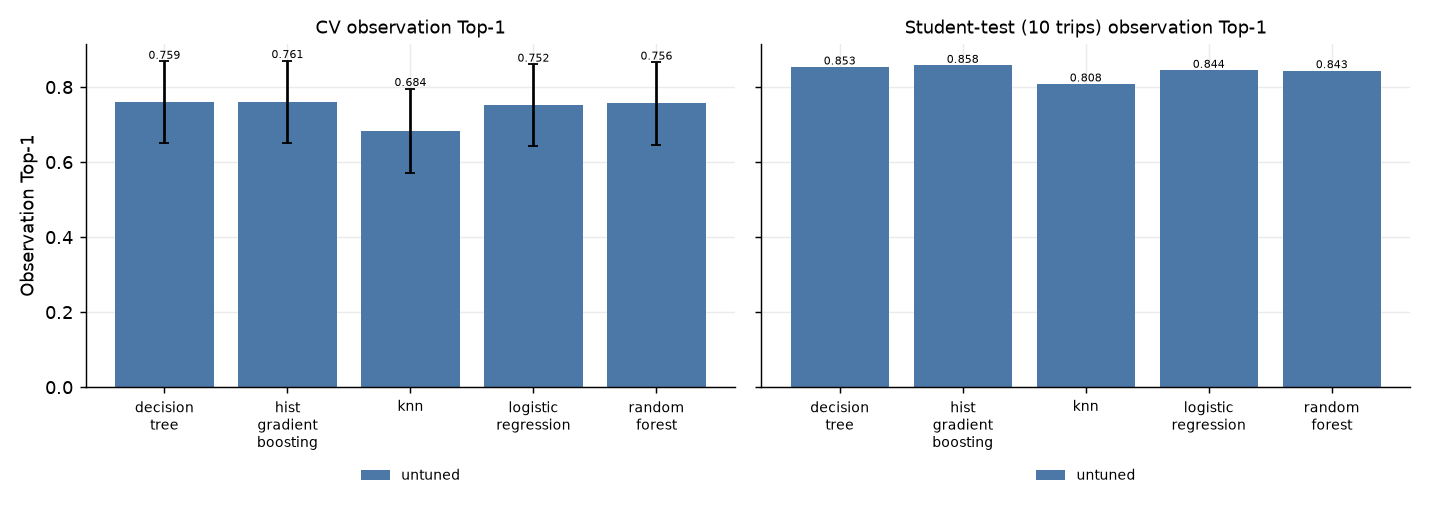 CV observation Top-1
Student-test (10 trips) observation Top-1
Observation Top-1
0.8
0.6
0.4
0.2
0.0
0.759
0.761
0.684
0.752
0.756
0.853
0.858
0.808
0.844
0.843
decision
tree
hist
gradient
boosting
knn
logistic
regression
random
forest
decision
tree
hist
gradient
boosting
knn
logistic
regression
random
forest
untuned
untuned